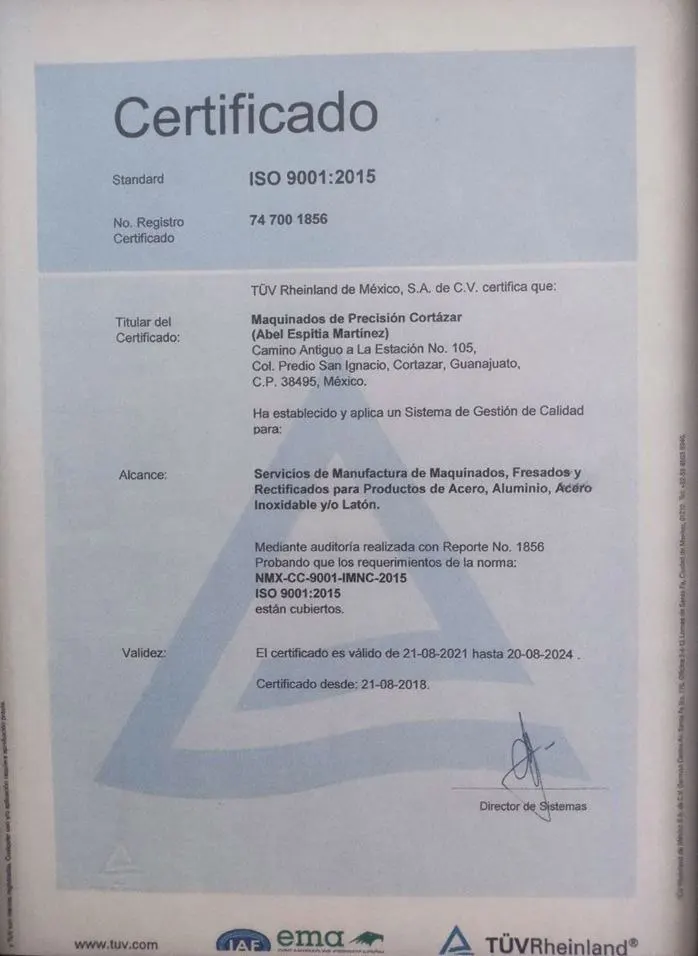 Certificado
Standard ISO 9001:2015
No. Registro 74 700 1856
Certificado
TÜV Rheinland de México, S.A. de C.V. certifica que:
Titular del Maquinados de Precisión Cortázar
Certificado: (Abel Espitia Martínez)
Camino Antiguo a La Estación No. 105,
Col. Predio San Ignacio, Cortazar, Guanajuato,
C.P. 38495, México.
Ha establecido y aplica un Sistema de Gestión de Calidad
para:
Alcance: Servicios de Manufactura de Maquinados, Fresados y
Rectificados para Productos de Acero, Aluminio, Acero
Inoxidable y/o Latón.
Mediante auditoría realizada con Reporte No. 1856
Probando que los requerimientos de la norma:
NMX-CC-9001-IMNC-2015
ISO 9001:2015
están cubiertos.
Validez: El certificado es válido de 21-08-2021 hasta 20-08-2024 .
Certificado desde: 21-08-2018.
Director de Sistemas
www.tuv.com
IAF
ema
TÜVRheinland®